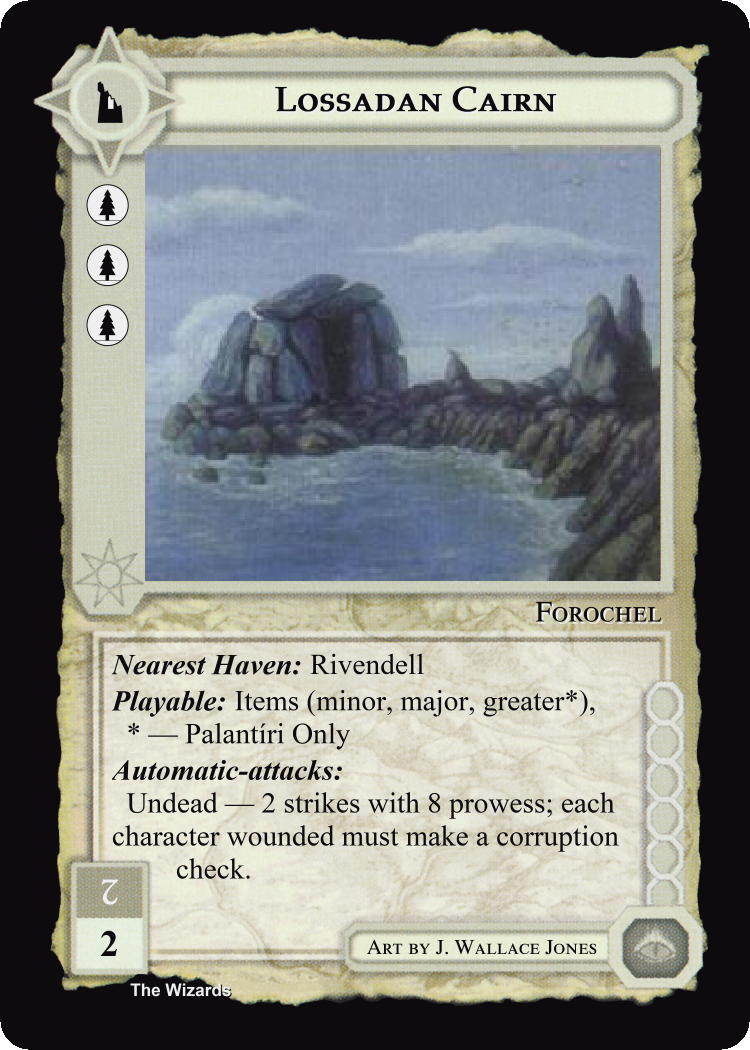 Lossadan Cairn
Forochel
Nearest Haven: Rivendell
Playable: Items (minor, major, greater*),
* — Palantíri Only
Automatic-attacks:
Undead — 2 strikes with 8 prowess; each
character wounded must make a corruption
check.
2
2
Art by J. Wallace Jones
The Wizards